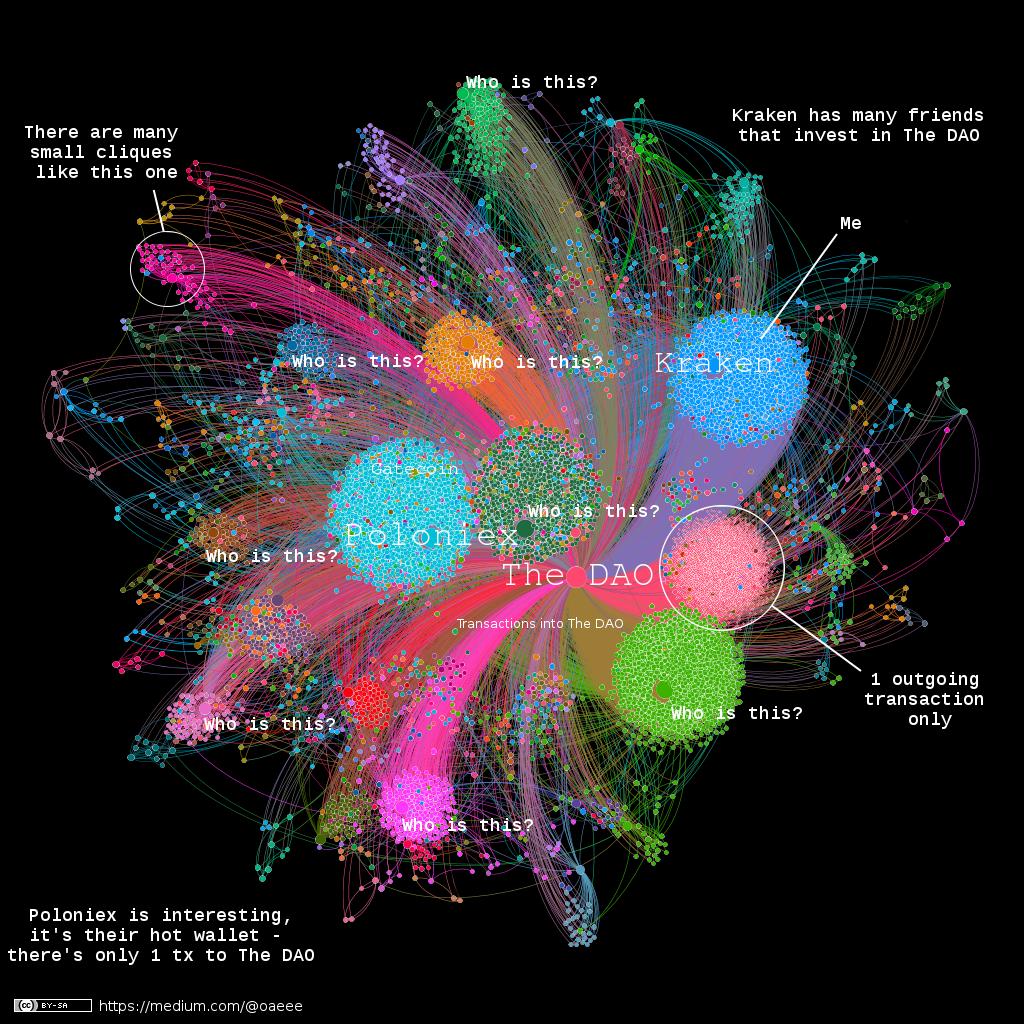 Who is this?
Kraken has many friends
that invest in The DAO
There are many
small cliques
like this one
Me
Who is this?
Who is this?
Kraken
Gatecoin
Who is this?
Poloniex
Who is this?
The DAO
Transactions into The DAO
1 outgoing
transaction
only
Who is this?
Who is this?
Who is this?
Poloniex is interesting,
it's their hot wallet -
there's only 1 tx to The DAO
cc BY-SA
https://medium.com/@oaeee